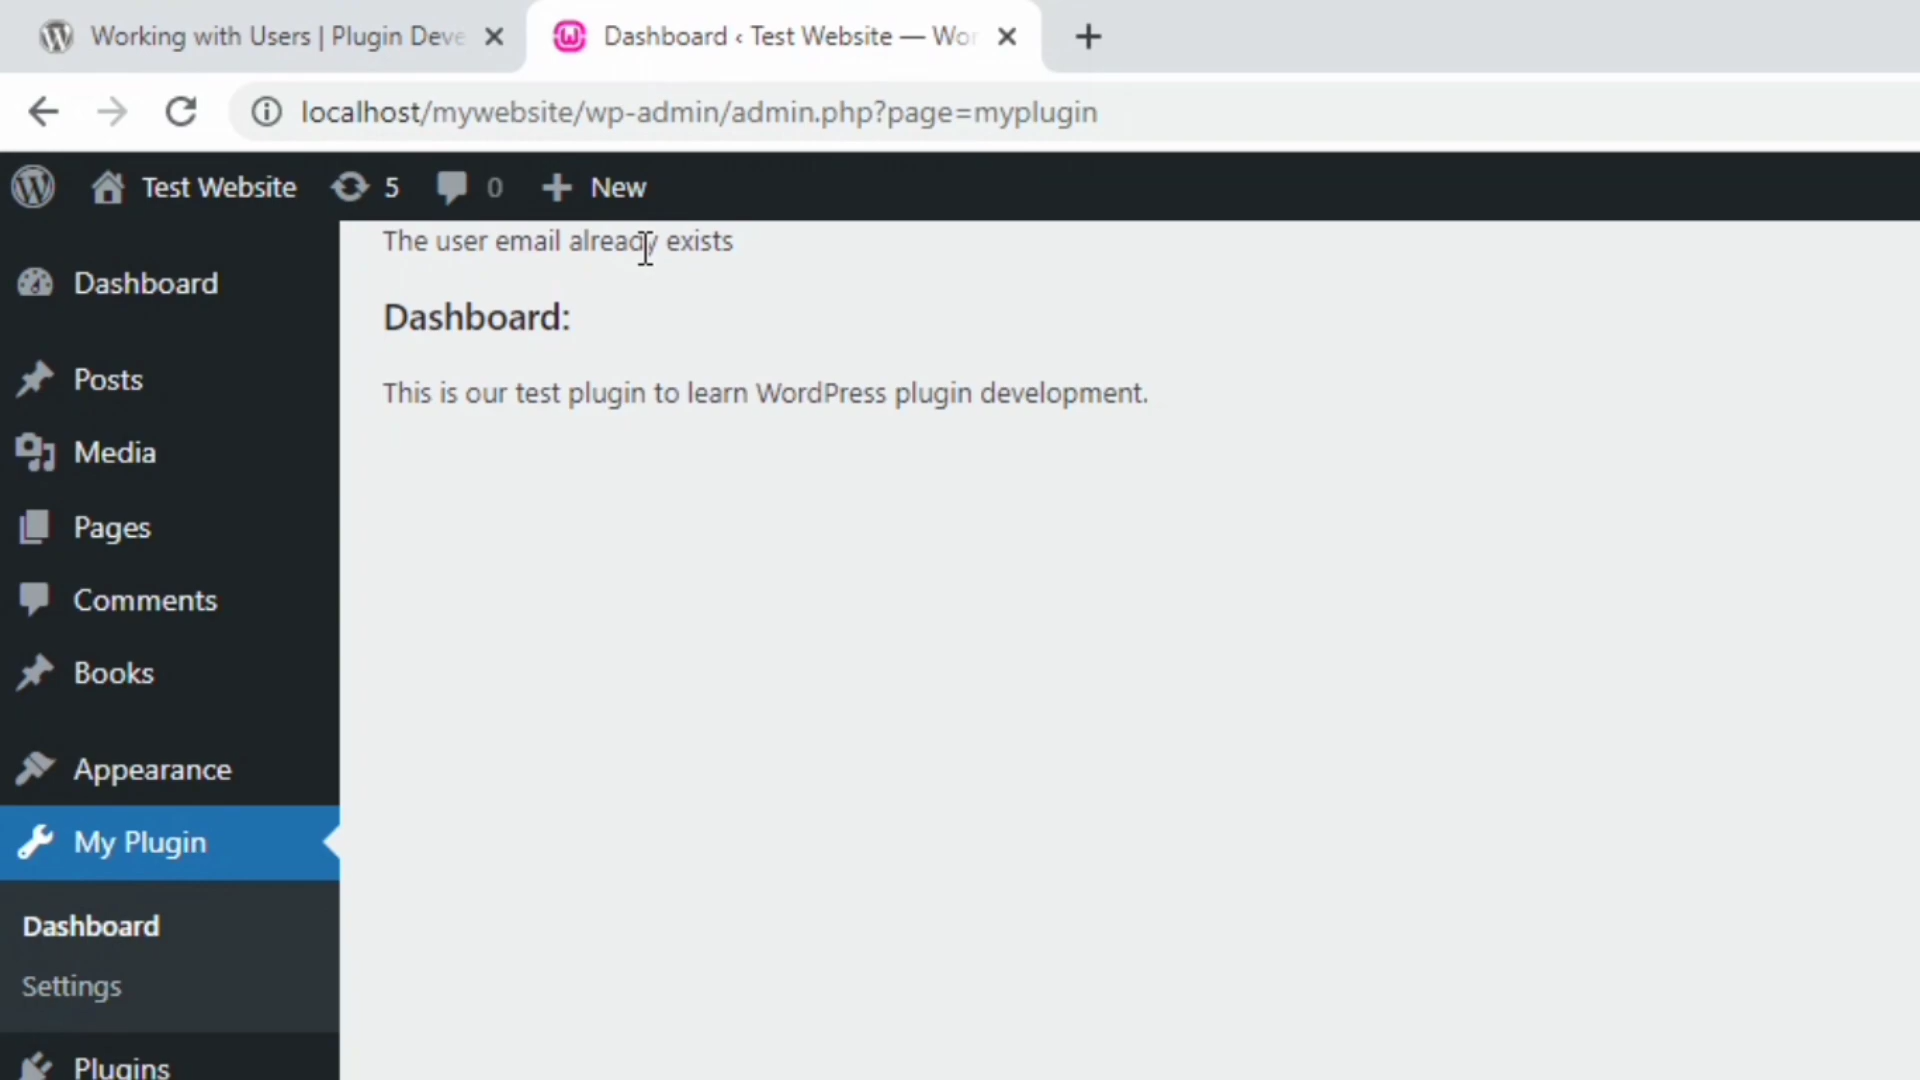 Working with Users | Plugin Deve
Dashboard ‹ Test Website — Wor
localhost/mywebsite/wp-admin/admin.php?page=myplugin
Test Website
5
0
New
The user email already exists
Dashboard:
This is our test plugin to learn WordPress plugin development.
Dashboard
Posts
Media
Pages
Comments
Books
Appearance
My Plugin
Dashboard
Settings
Plugins